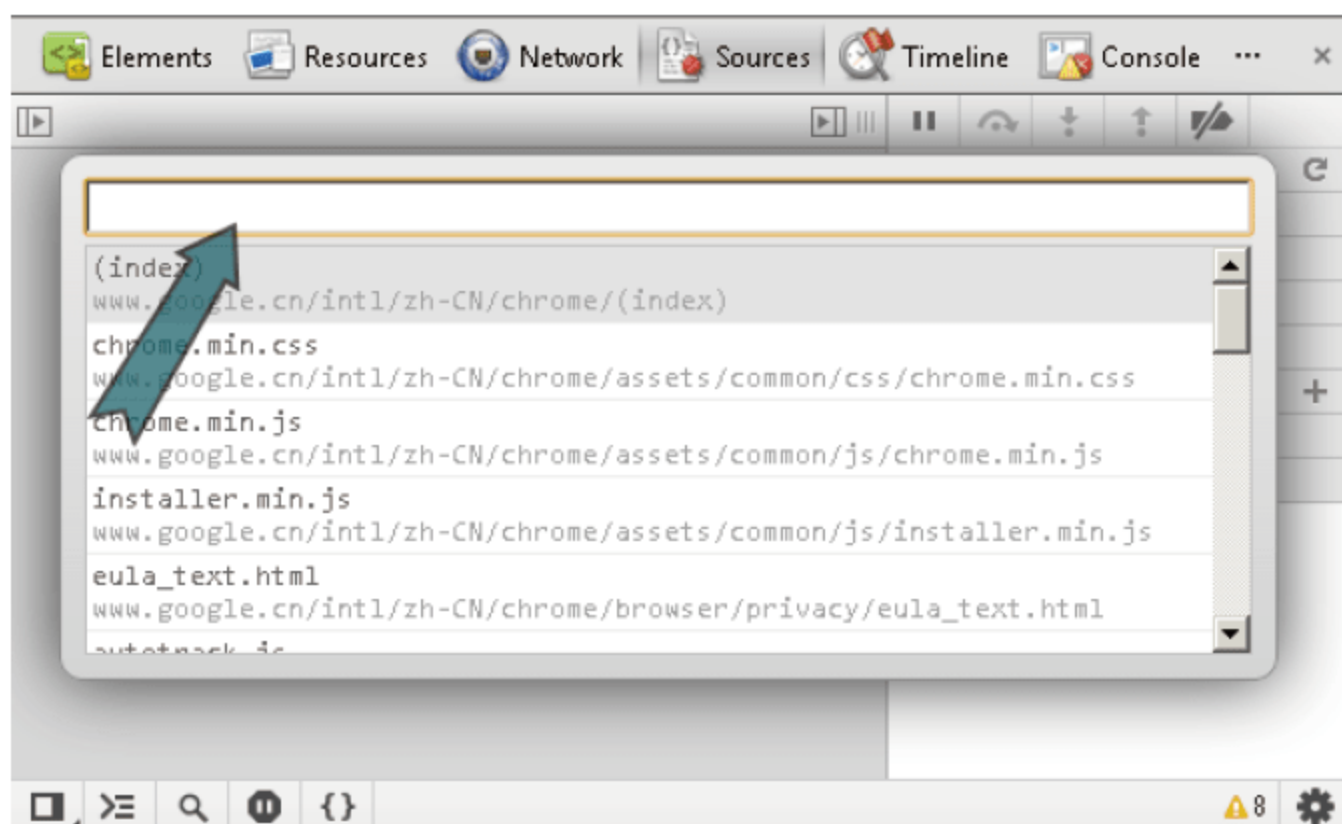 Elements Resources Network Sources Timeline Console ... ×
(index)
www.google.cn/intl/zh-CN/chrome/(index)
chrome.min.css
www.google.cn/intl/zh-CN/chrome/assets/common/css/chrome.min.css
chrome.min.js
www.google.cn/intl/zh-CN/chrome/assets/common/js/chrome.min.js
installer.min.js
www.google.cn/intl/zh-CN/chrome/assets/common/js/installer.min.js
eula_text.html
www.google.cn/intl/zh-CN/chrome/browser/privacy/eula_text.html
autotrack.js
{} 8